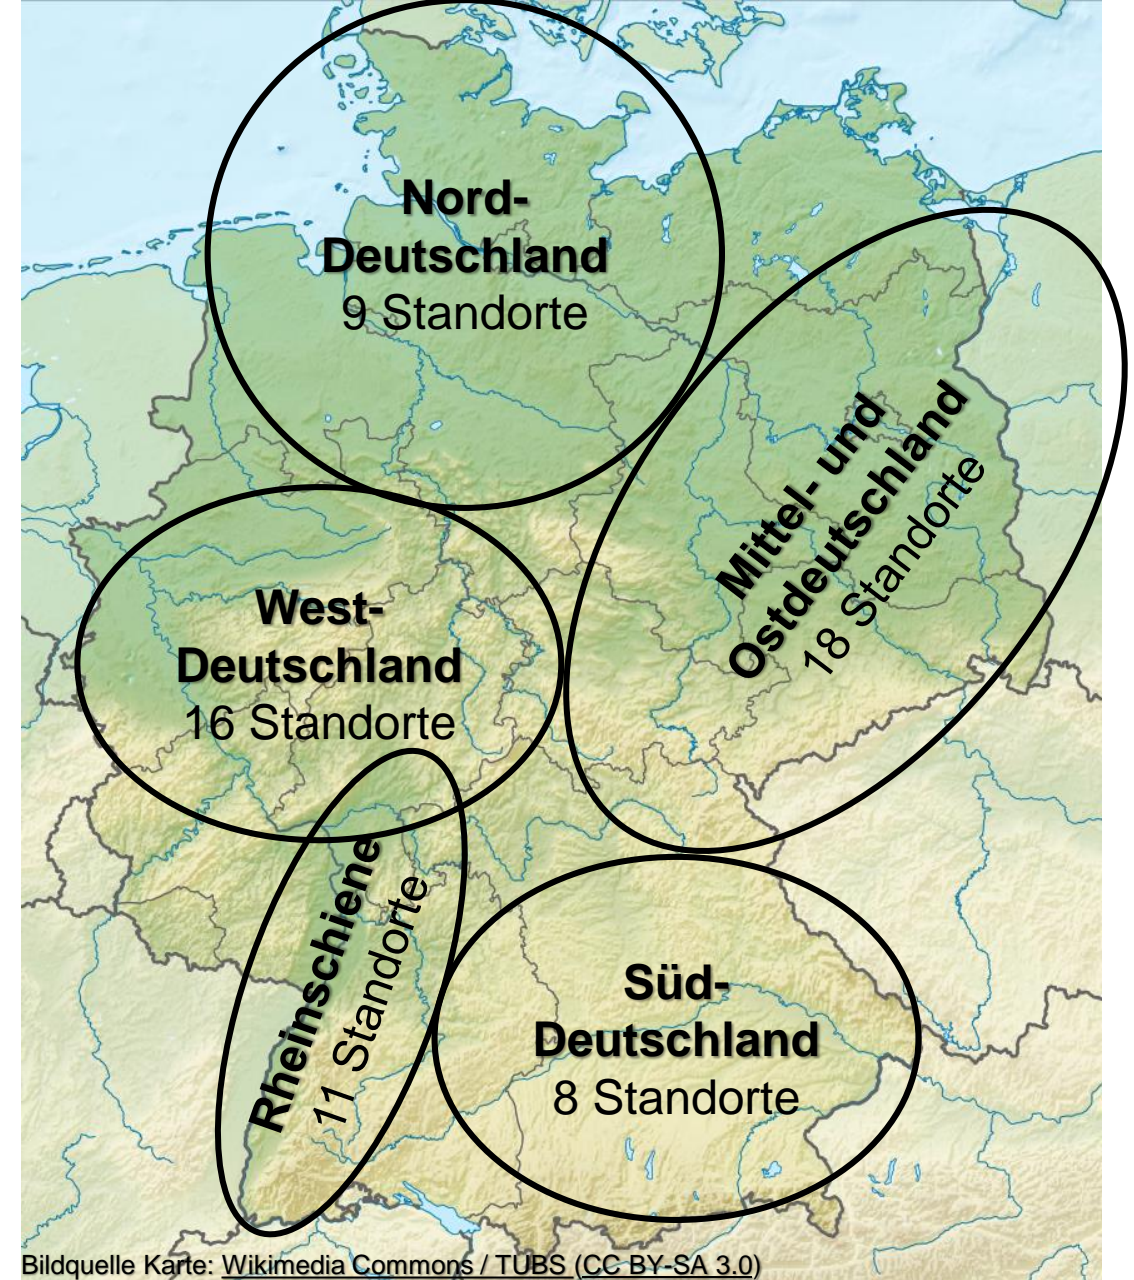 Nord-
Deutschland
9 Standorte
Mittel- und
Ostdeutschland
18 Standorte
West-
Deutschland
16 Standorte
Rheinschiene
11 Standorte
Süd-
Deutschland
8 Standorte
Bildquelle Karte: Wikimedia Commons / TUBS (CC BY-SA 3.0)